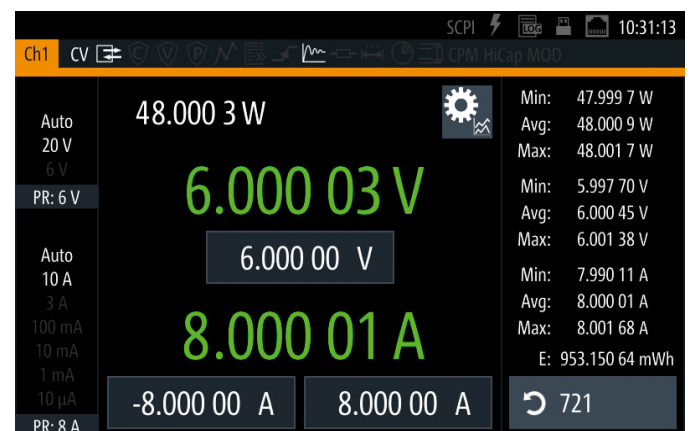 SCPI LOG 10:31:13
Ch1 CV C V P CPM HiCap MOD
Auto
20 V
6 V
PR: 6 V
Auto
10 A
3 A
100 mA
10 mA
1 mA
10 µA
PR: 8 A
48.000 3 W
6.000 03 V
6.000 00 V
8.000 01 A
-8.000 00 A 8.000 00 A
Min: 47.999 7 W
Avg: 48.000 9 W
Max: 48.001 7 W
Min: 5.997 70 V
Avg: 6.000 45 V
Max: 6.001 38 V
Min: 7.990 11 A
Avg: 8.000 01 A
Max: 8.001 68 A
E: 953.150 64 mWh
721